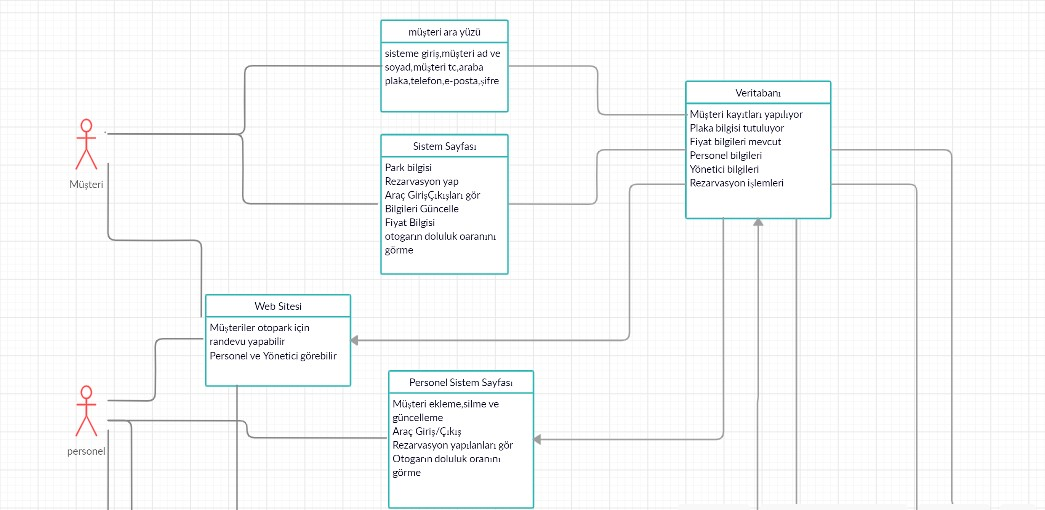 müşteri ara yüzü
sisteme giriş,müşteri ad ve
soyad,müşteri tc,araba
plaka,telefon,e-posta,şifre
Veritabanı
Müşteri kayıtları yapılıyor
Plaka bilgisi tutuluyor
Fiyat bilgileri mevcut
Personel bilgileri
Yönetici bilgileri
Rezarvasyon işlemleri
Müşteri
Sistem Sayfası
Park bilgisi
Rezarvasyon yap
Araç GirişÇıkışları gör
Bilgileri Güncelle
Fiyat Bilgisi
otogarın doluluk oaranını
görme
Web Sitesi
Müşteriler otopark için
randevu yapabilir
Personel ve Yönetici görebilir
personel
Personel Sistem Sayfası
Müşteri ekleme,silme ve
güncelleme
Araç Giriş/Çıkış
Rezarvasyon yapılanları gör
Otogarın doluluk oranını
görme